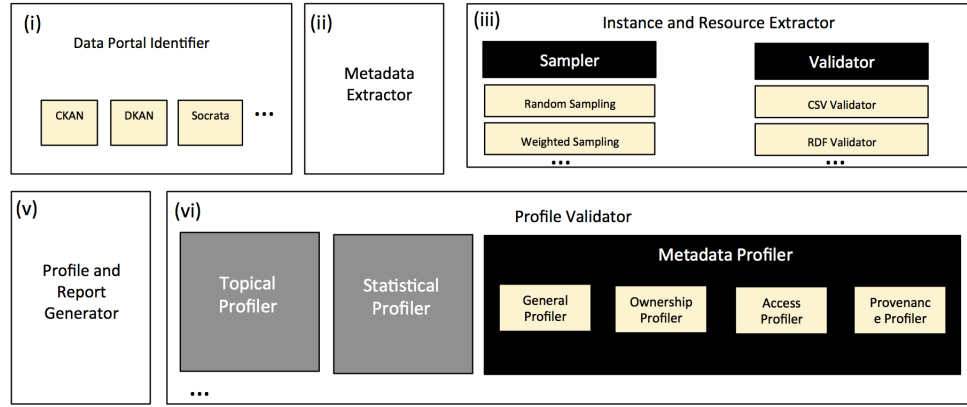 (i)
Data Portal Identifier
CKAN
DKAN
Socrata
...
(ii)
Metadata
Extractor
(iii)
Instance and Resource Extractor
Sampler
Random Sampling
Weighted Sampling
...
Validator
CSV Validator
RDF Validator
...
(v)
Profile and
Report
Generator
(vi)
Profile Validator
Topical
Profiler
...
Statistical
Profiler
Metadata Profiler
General
Profiler
Ownership
Profiler
Access
Profiler
Provenanc
e Profiler